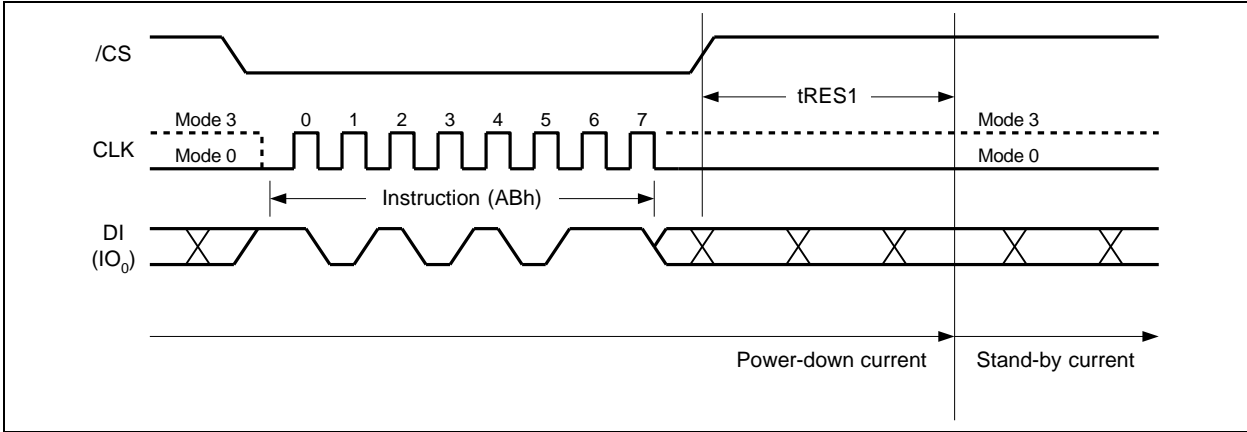 /CS
tRES1
Mode 3 0 1 2 3 4 5 6 7 Mode 3
CLK
Mode 0 Mode 0
Instruction (ABh)
DI
(IO₀)
Power-down current Stand-by current